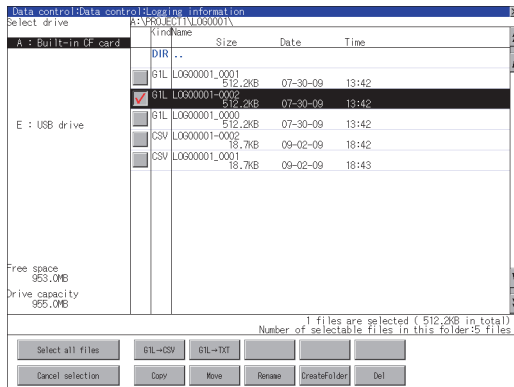 Data control:Data control:Logging information
Select drive
A:\PROJECT1\LOG0001\
Kind Name
Size Date Time
A : Built-in CF card
DIR ..
G1L LOG00001_0001
512.2KB 07-30-09 13:42
G1L LOG00001-0002
512.2KB 07-30-09 13:42
G1L LOG00001_0000
512.2KB 07-30-09 13:42
E : USB drive
CSV LOG00001-0002
18.7KB 09-02-09 18:42
CSV LOG00001_0001
18.7KB 09-02-09 18:43
Free space
953.0MB
Drive capacity
955.0MB
1 files are selected ( 512.2KB in total)
Number of selectable files in this folder:5 files
Select all files G1L→CSV G1L→TXT
Cancel selection Copy Move Rename CreateFolder Del